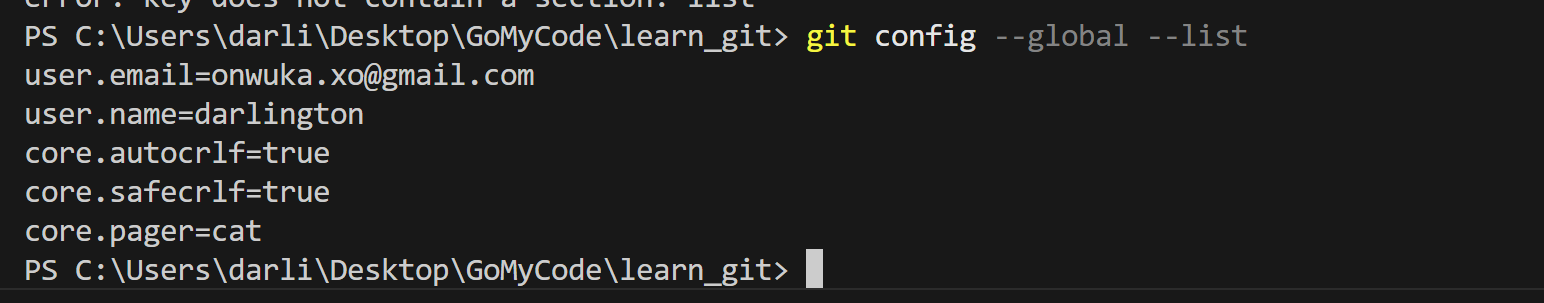 error: key does not contain a section: list
PS C:\Users\darli\Desktop\GoMyCode\learn_git> git config --global --list
user.email=onwuka.xo@gmail.com
user.name=darlington
core.autocrlf=true
core.safecrlf=true
core.pager=cat
PS C:\Users\darli\Desktop\GoMyCode\learn_git>